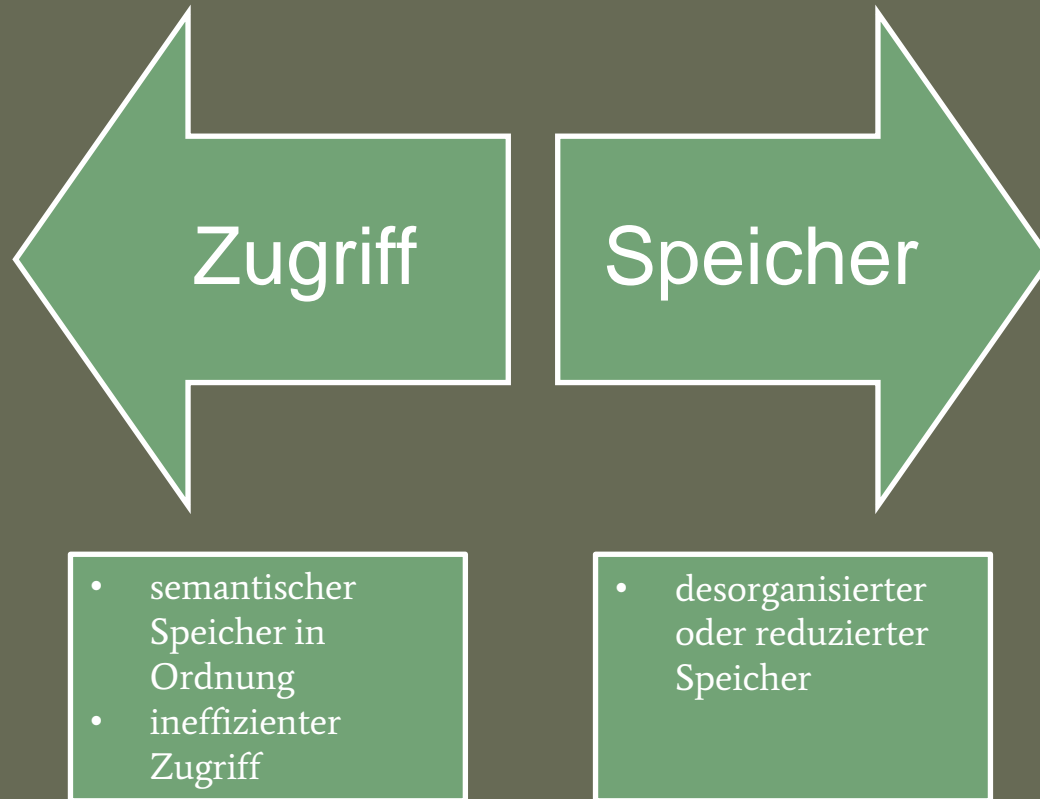 Zugriff
Speicher
• semantischer
Speicher in
Ordnung
• ineffizienter
Zugriff
• desorganisierter
oder reduzierter
Speicher